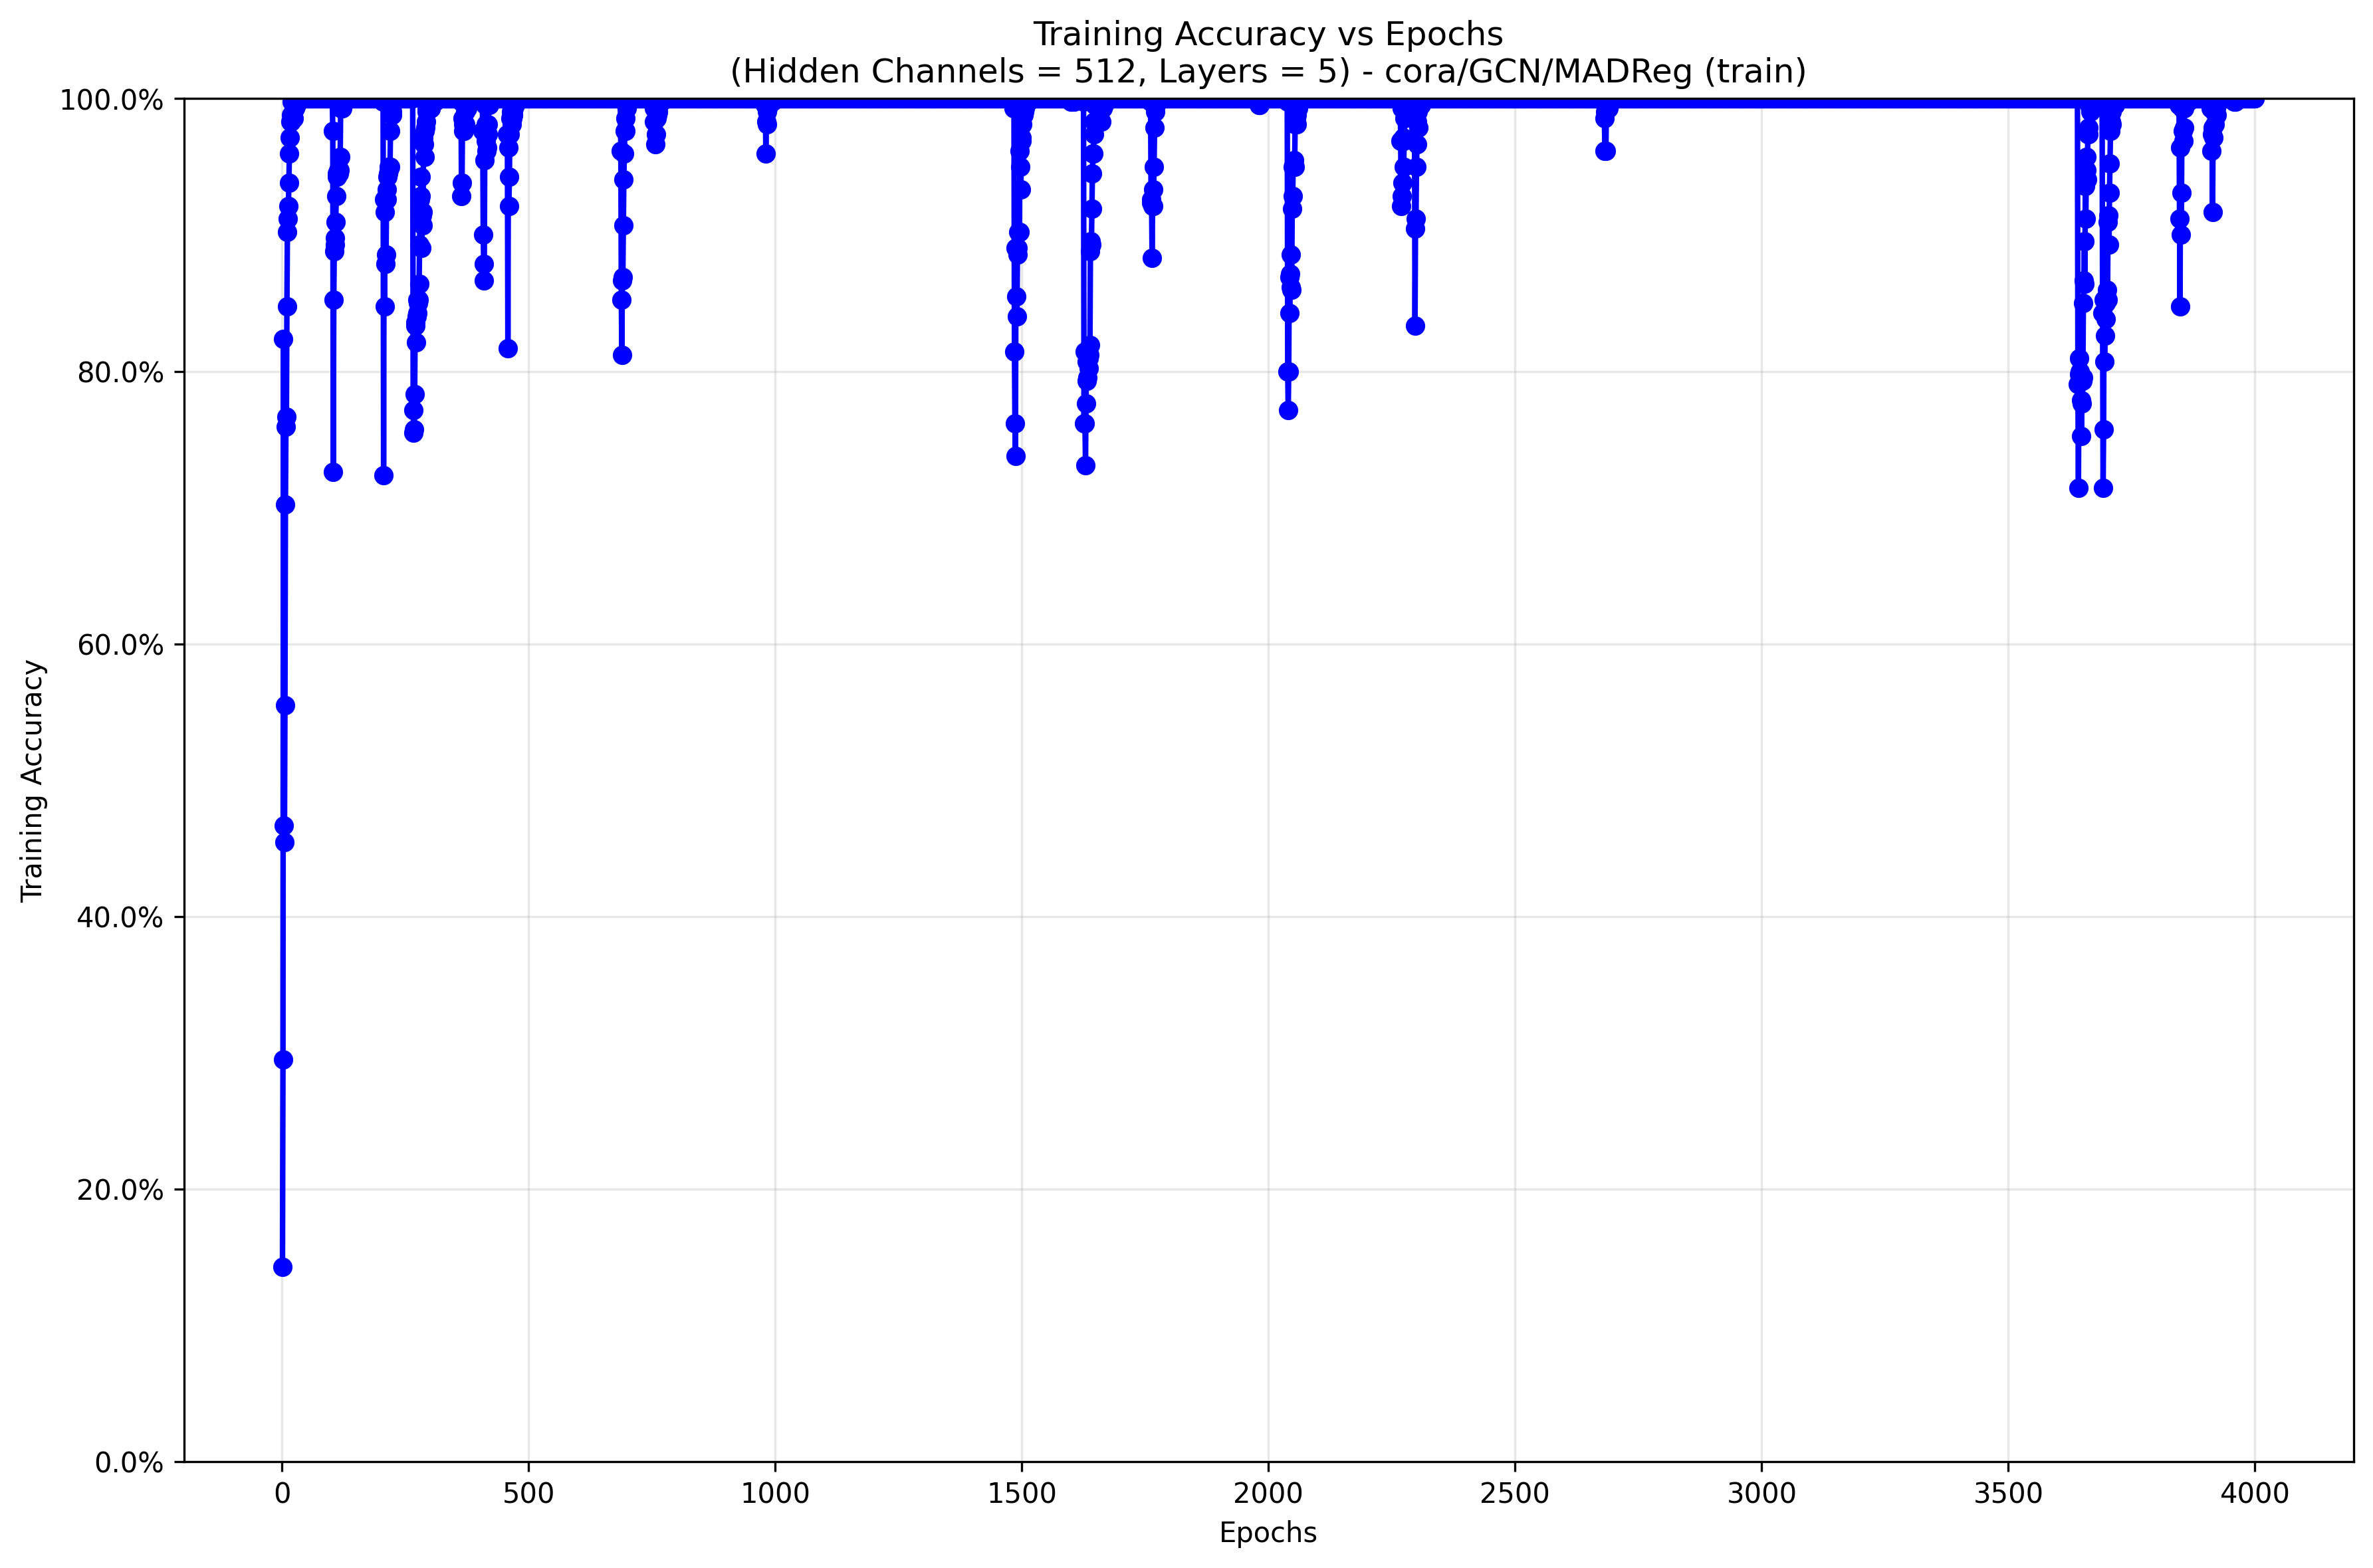 Training Accuracy vs Epochs
(Hidden Channels = 512, Layers = 5) - cora/GCN/MADReg (train)
100.0%
80.0%
60.0%
40.0%
20.0%
0.0%
Training Accuracy
0 500 1000 1500 2000 2500 3000 3500 4000
Epochs